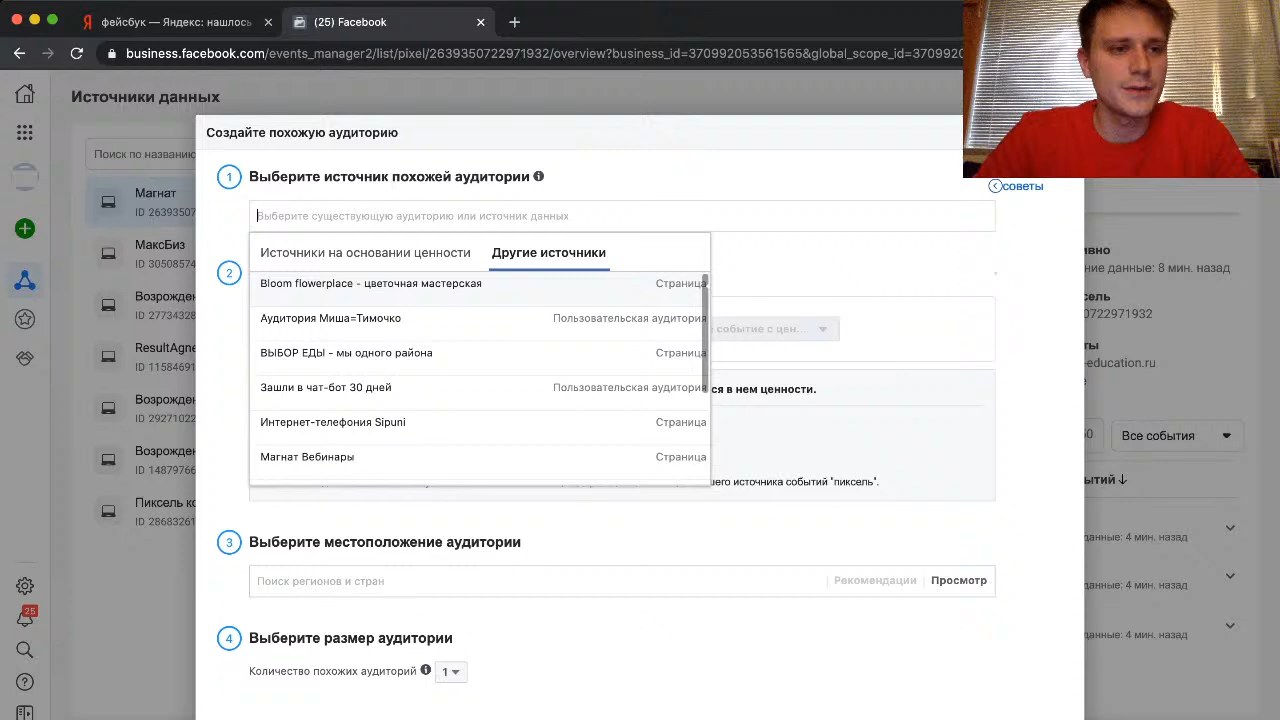 фейсбук — Яндекс: нашлось
(25) Facebook
business.facebook.com/events_manager2/list/pixel/2639350722971932/overview?business_id=370992053561565&global_scope_id=370992
Источники данных
Создайте похожую аудиторию
Поиск по названию
1 Выберите источник похожей аудитории
советы
Магнат
ID 26393507
Выберите существующую аудиторию или источник данных
МаксБиз
ID 30508574
Источники на основании ценности
Другие источники
2
Bloom flowerplace - цветочная мастерская Страница
Возрожден
ID 27734328
Аудитория Миша=Тимочко Пользовательская аудитория
событие с цен....
ResultAgne
ID 11584691
ВЫБОР ЕДЫ - мы одного района Страница
Зашли в чат-бот 30 дней Пользовательская аудитория
ся в нем ценности.
Возрожден
ID 29271022
Интернет-телефония Sipuni Страница
Возрожден
ID 14879766
Магнат Вебинары Страница
его источника событий "пиксель".
Пиксель ко
ID 28683261
3 Выберите местоположение аудитории
Поиск регионов и стран
Рекомендации
Просмотр
25
4 Выберите размер аудитории
Количество похожих аудиторий 1
ивно
ние данные: 8 мин. назад
сель
0722971932
ты
-education.ru
е
Все события
ытий
данные: 4 мин. назад
данные: 4 мин. назад
данные: 4 мин. назад